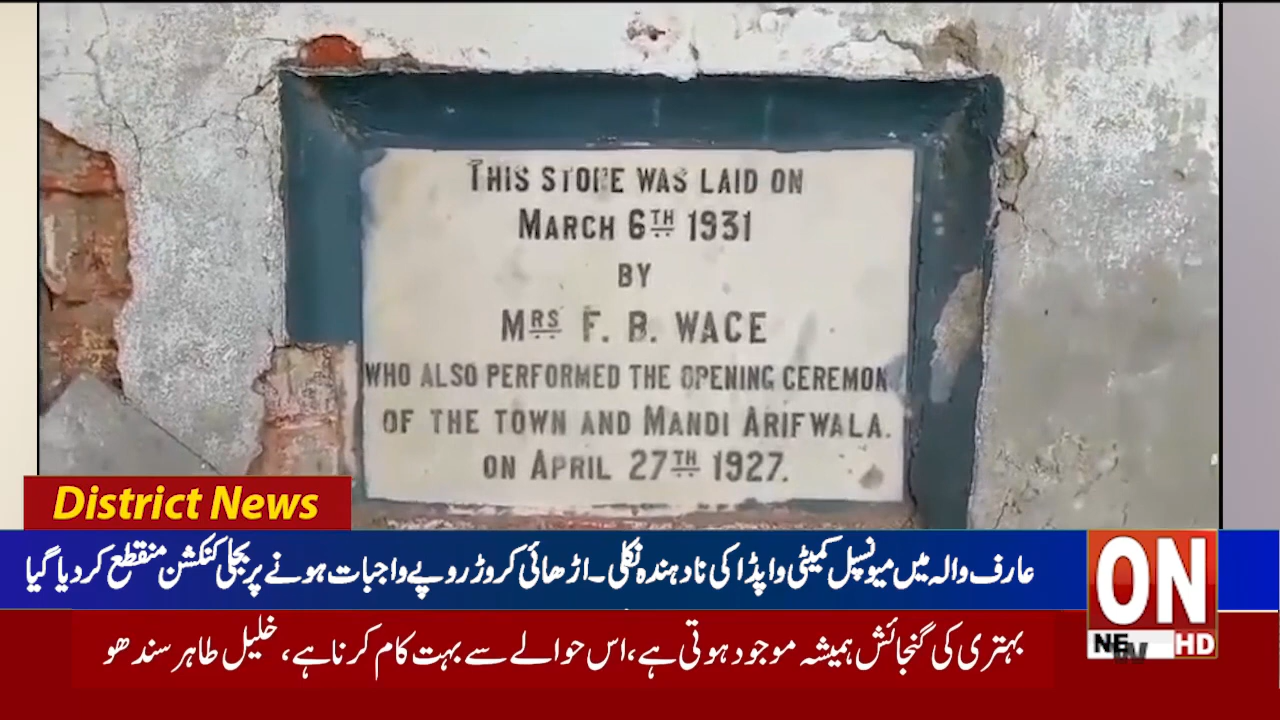 THIS STONE WAS LAID ON
MARCH 6TH 1931
BY
MRS F. B. WACE
WHO ALSO PERFORMED THE OPENING CEREMON
OF THE TOWN AND MANDI ARIFWALA.
ON APRIL 27TH 1927.
District News
عارف والہ میں میونسپل کمیٹی واپڈا کی نادہندہ نکلی۔اڑھائی کروڑ روپے واجبات ہونے پر بجلی کنکشن منقطع کر دیا گیا
بہتری کی گنجائش ہمیشہ موجود ہوتی ہے،اس حوالے سے بہت کام کرنا ہے، خلیل طاہر سندھو
ON
NEWS HD
TV